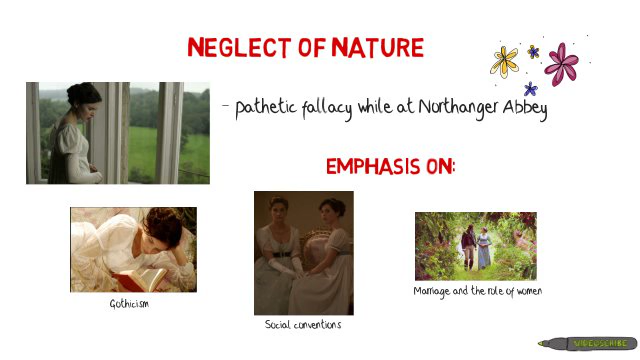 NEGLECT OF NATURE
- pathetic fallacy while at Northanger Abbey
EMPHASIS ON:
Gothicism
Social conventions
Marriage and the role of women
VIDEOSCRIBE